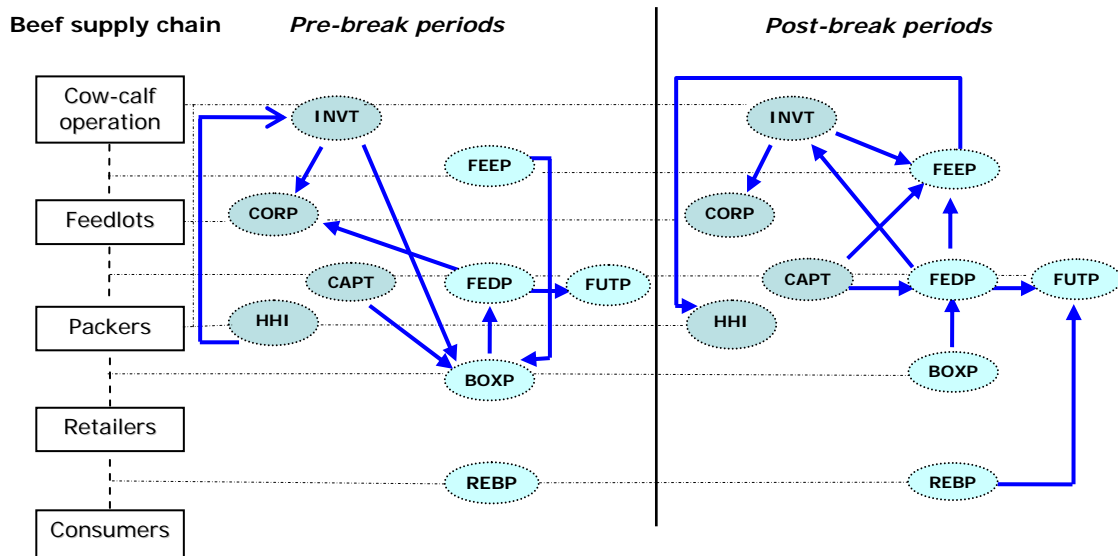 Beef supply chain
Pre-break periods
Post-break periods
Cow-calf
operation
Feedlots
Packers
Retailers
Consumers
INVT
FEEP
CORP
CAPT
FEDP
FUTP
HHI
BOXP
REBP
INVT
FEEP
CORP
CAPT
FEDP
FUTP
HHI
BOXP
REBP